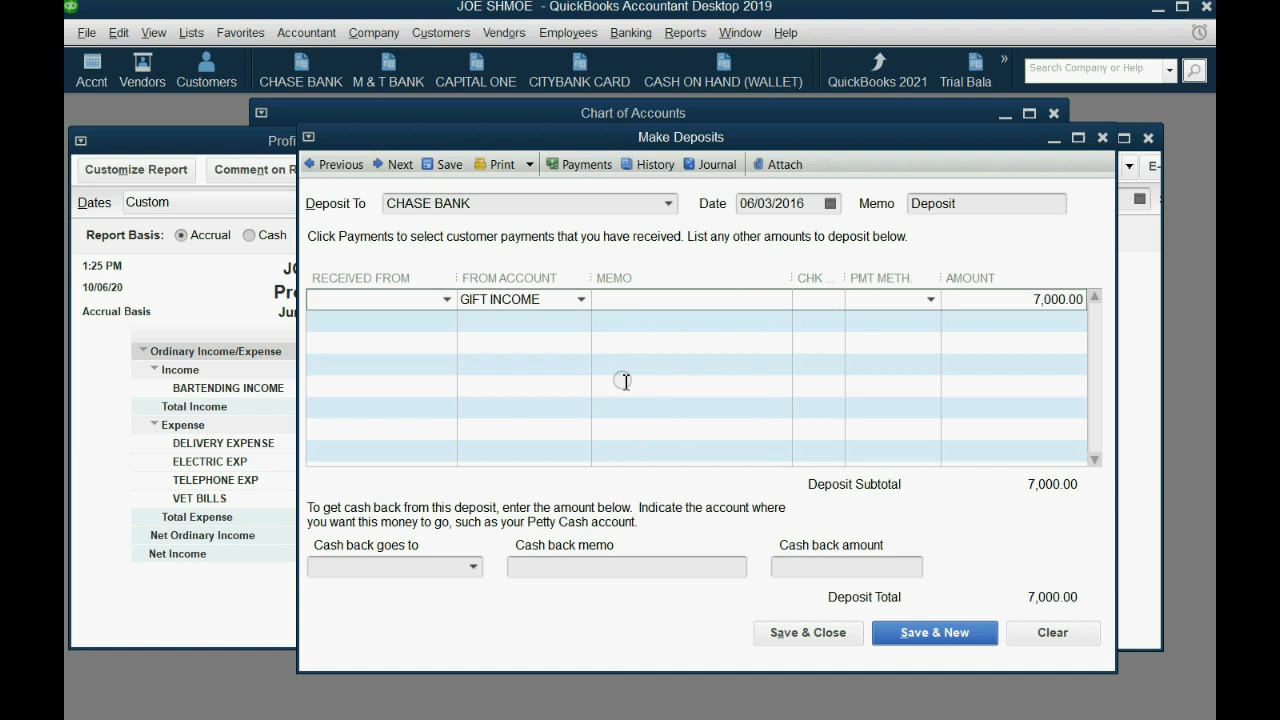 JOE SHMOE - QuickBooks Accountant Desktop 2019
File Edit View Lists Favorites Accountant Company Customers Vendors Employees Banking Reports Window Help
Accnt Vendors Customers CHASE BANK M & T BANK CAPITAL ONE CITYBANK CARD CASH ON HAND (WALLET) QuickBooks 2021 Trial Bala » Search Company or Help
Chart of Accounts
Profi
Make Deposits
Customize Report Comment on R
Previous Next Save Print Payments History Journal Attach
E-
Dates Custom
Deposit To CHASE BANK Date 06/03/2016 Memo Deposit
Report Basis: Accrual Cash
Click Payments to select customer payments that you have received. List any other amounts to deposit below.
1:25 PM
10/06/20
Accrual Basis
JO
Pro
Jun
RECEIVED FROM FROM ACCOUNT MEMO CHK ... PMT METH. AMOUNT
GIFT INCOME 7,000.00
Ordinary Income/Expense
Income
BARTENDING INCOME
Total Income
Expense
DELIVERY EXPENSE
ELECTRIC EXP
TELEPHONE EXP
VET BILLS
Total Expense
Net Ordinary Income
Net Income
Deposit Subtotal 7,000.00
To get cash back from this deposit, enter the amount below. Indicate the account where
you want this money to go, such as your Petty Cash account.
Cash back goes to Cash back memo Cash back amount
Deposit Total 7,000.00
Save & Close Save & New Clear